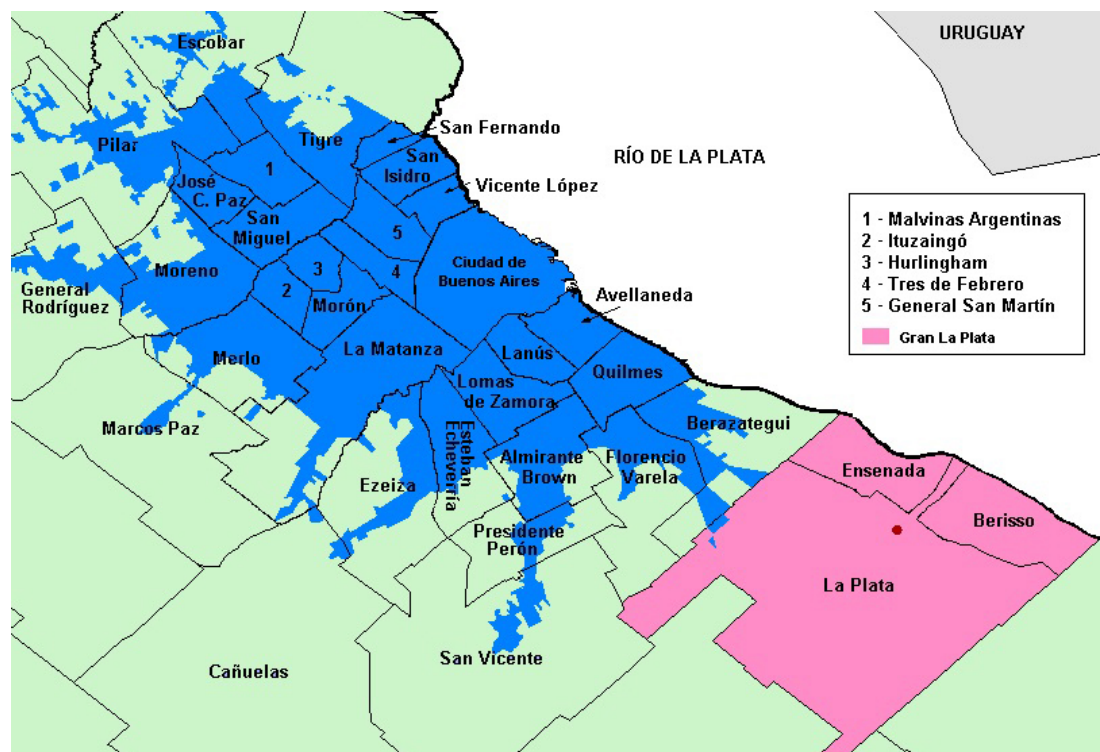 URUGUAY
Escobar
San Fernando
Tigre
San
Isidro
Pilar
RÍO DE LA PLATA
1
José
C. Paz
Vicente López
San
Miguel
5
1 - Malvinas Argentinas
2 - Ituzaingó
3 - Hurlingham
4 - Tres de Febrero
5 - General San Martín
Gran La Plata
Moreno
3
4
Ciudad de
Buenos Aires
General
Rodríguez
2
Morón
Avellaneda
Merlo
La Matanza
Lanús
Quilmes
Lomas
de Zamora
Marcos Paz
Berazategui
Esteban
Echeverría
Almirante
Brown
Florencio
Varela
Ezeiza
Ensenada
Berisso
Presidente
Perón
La Plata
San Vicente
Cañuelas